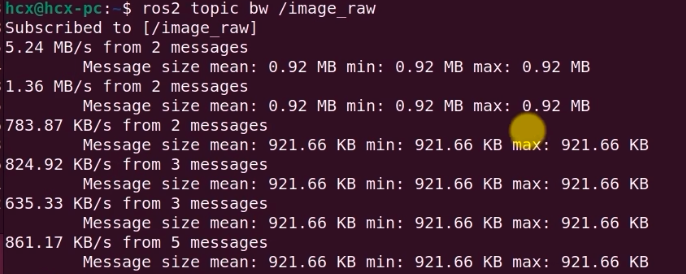 hcx@hcx-pc:~$ ros2 topic bw /image_raw
Subscribed to [/image_raw]
5.24 MB/s from 2 messages
Message size mean: 0.92 MB min: 0.92 MB max: 0.92 MB
1.36 MB/s from 2 messages
Message size mean: 0.92 MB min: 0.92 MB max: 0.92 MB
783.87 KB/s from 2 messages
Message size mean: 921.66 KB min: 921.66 KB max: 921.66 KB
824.92 KB/s from 3 messages
Message size mean: 921.66 KB min: 921.66 KB max: 921.66 KB
635.33 KB/s from 3 messages
Message size mean: 921.66 KB min: 921.66 KB max: 921.66 KB
861.17 KB/s from 5 messages
Message size mean: 921.66 KB min: 921.66 KB max: 921.66 KB